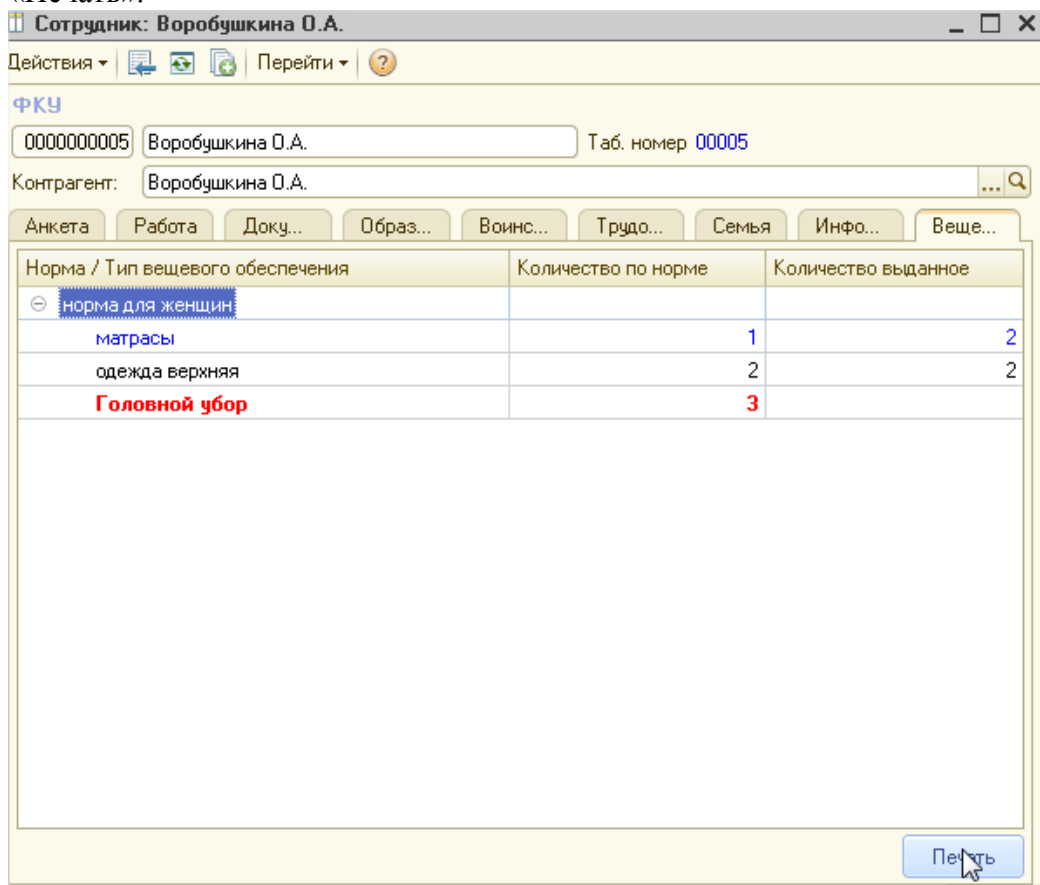 «Печать».
Сотрудник: Воробушкина О.А.
Действия Перейти ?
ФКУ
0000000005 Воробушкина О.А. Таб. номер 00005
Контрагент: Воробушкина О.А. ...
Анкета Работа Доку... Образ... Воинс... Трудо... Семья Инфо... Веще...
Норма / Тип вещевого обеспечения Количество по норме Количество выданное
норма для женщин
матрасы 1 2
одежда верхняя 2 2
Головной убор 3
Печать